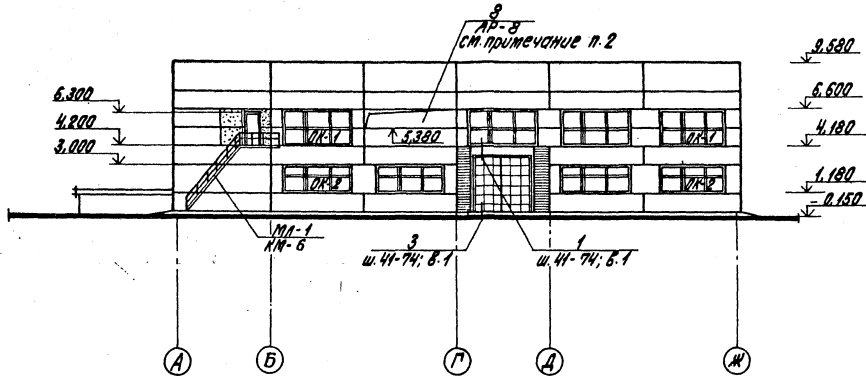 8
АР-8
см. примечание п. 2
9.580
6.300
6.600
4.200
ОК-1
5.380
ОК-1
4.180
3.000
ОК-2
ОК-2
1.180
- 0.150
МЛ-1
КМ-6
3
ш. 41-74; в. 1
1
ш. 41-74; в. 1
А
Б
Г
Д
Ж